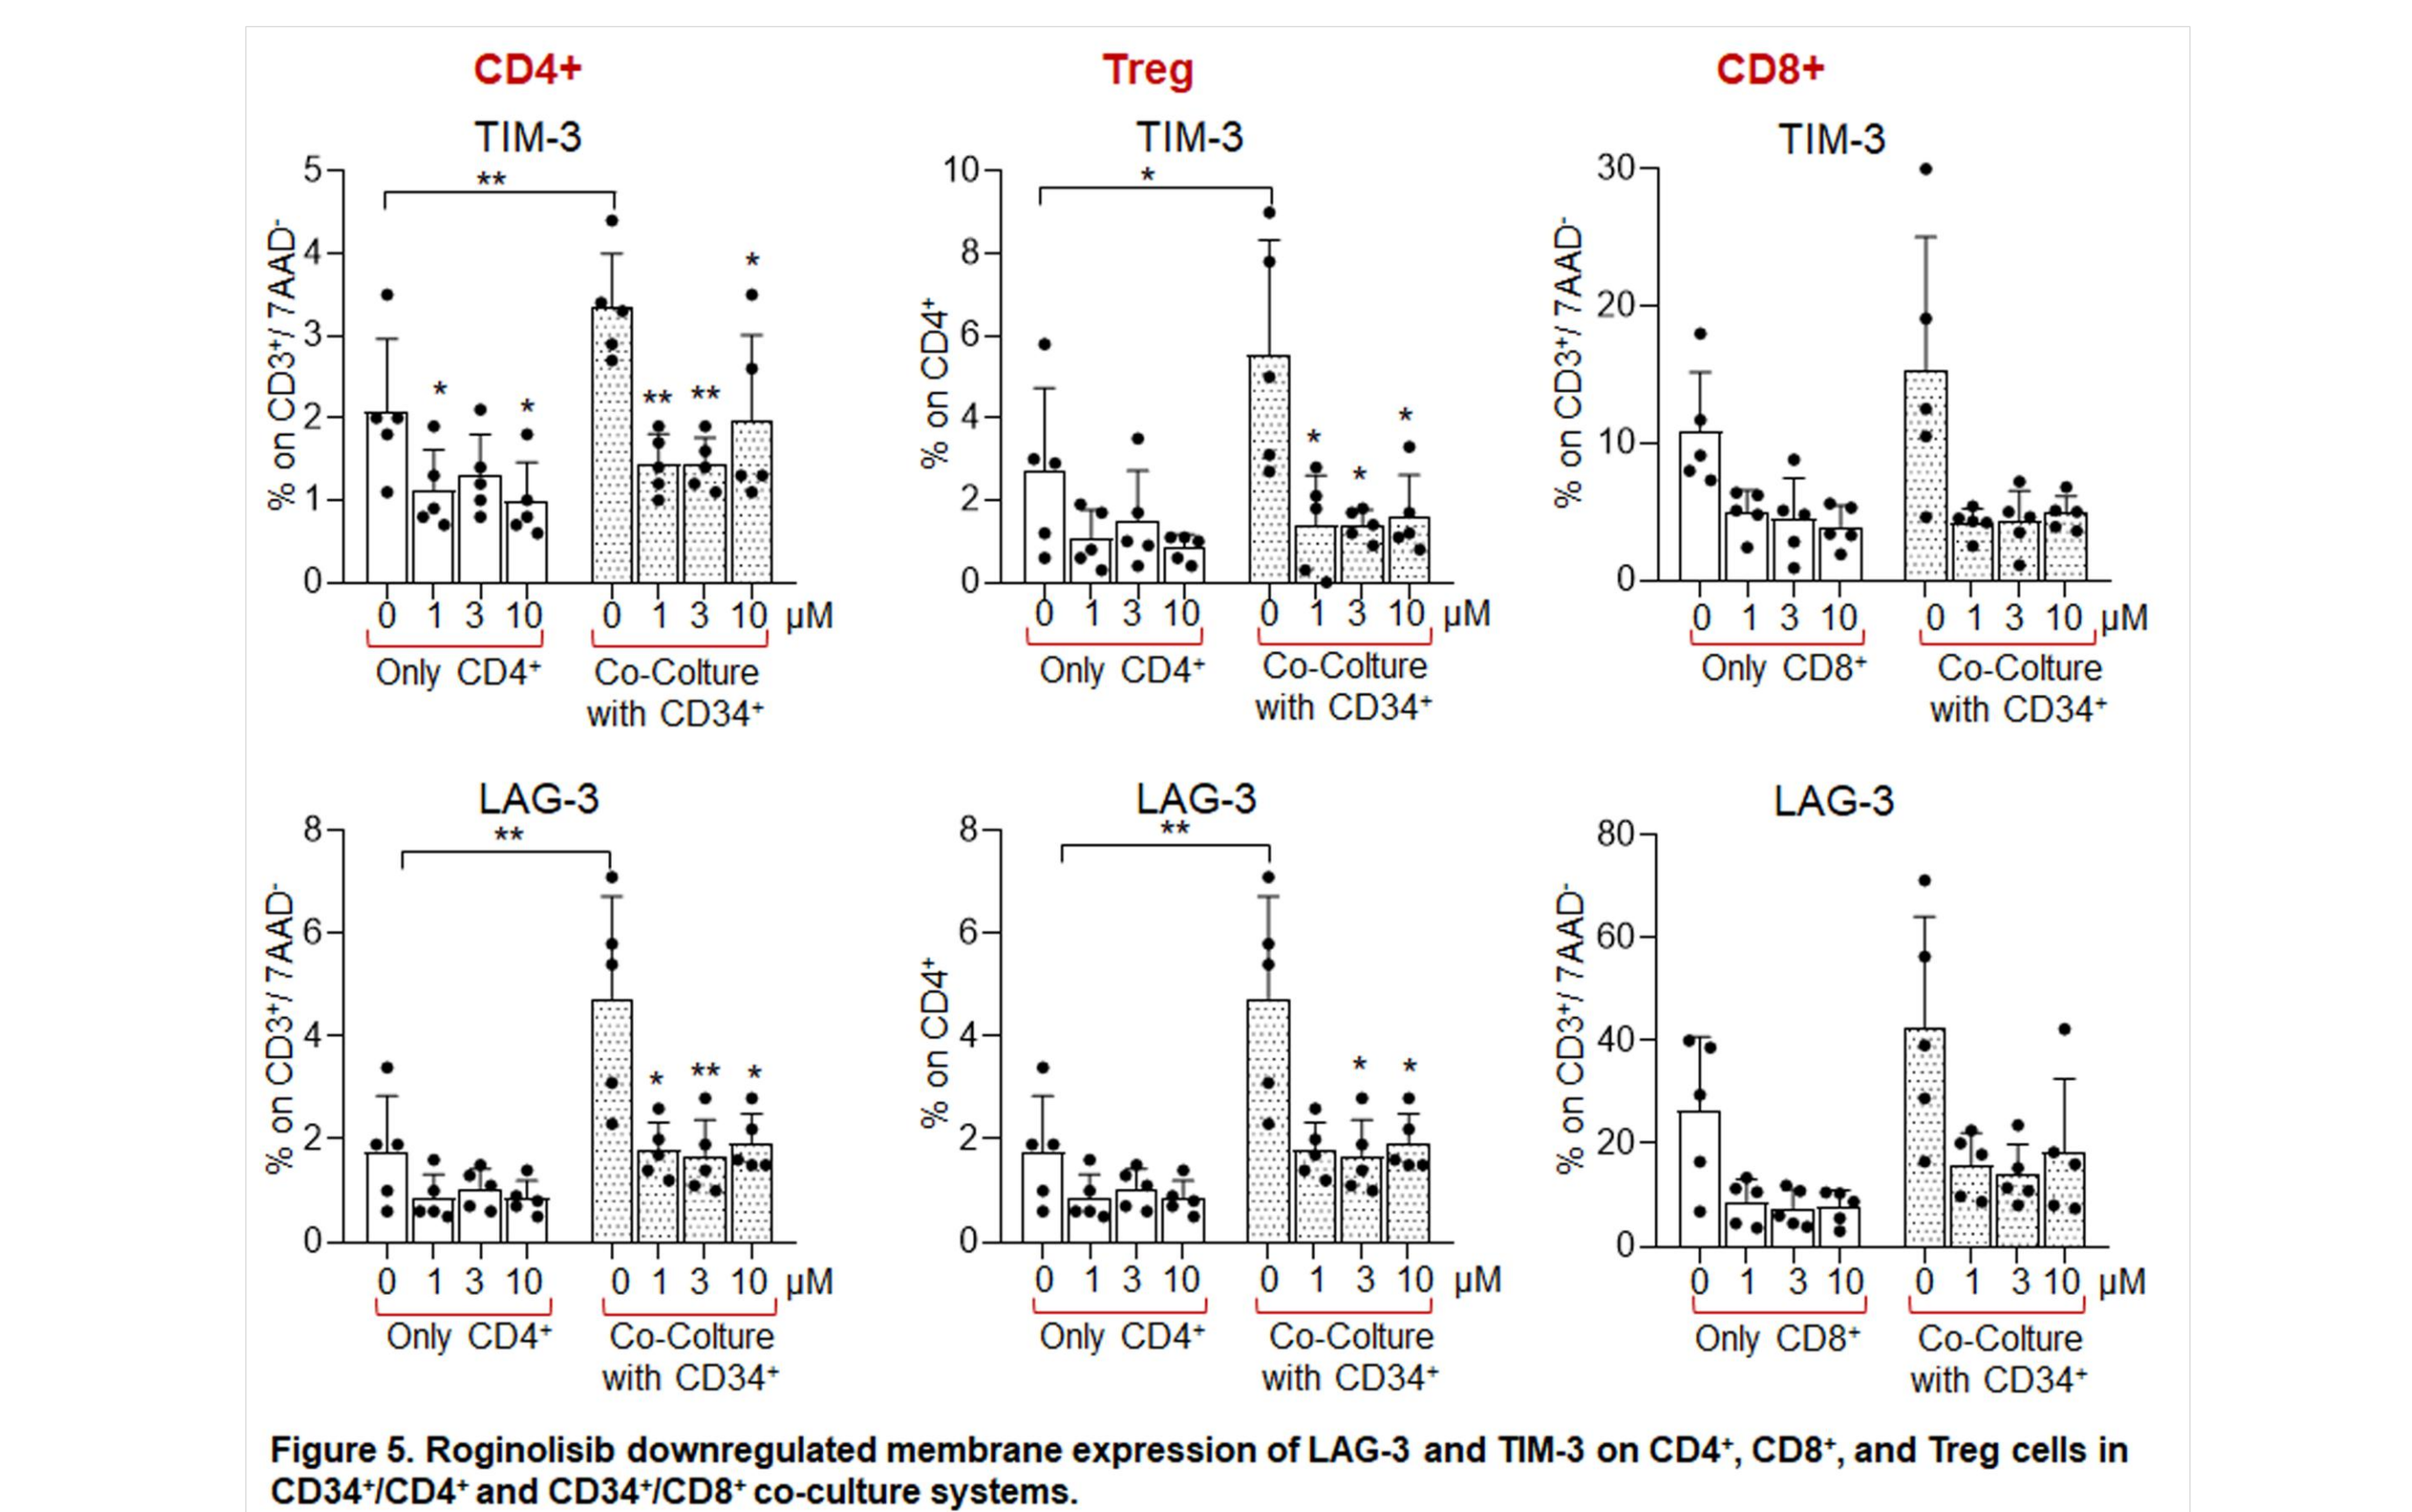 CD4+
Treg
CD8+
TIM-3
TIM-3
TIM-3
5
4
3
2
1
0
% on CD3⁺/ 7AAD⁻
**
*
*
**
**
*
0 1 3 10 0 1 3 10 µM
Only CD4⁺
Co-Colture
with CD34⁺
10
8
6
4
2
0
% on CD4⁺
*
*
*
*
0 1 3 10 0 1 3 10 µM
Only CD4⁺
Co-Colture
with CD34⁺
30
20
10
0
% on CD3⁺/ 7AAD⁻
0 1 3 10 0 1 3 10 µM
Only CD8⁺
Co-Colture
with CD34⁺
LAG-3
LAG-3
LAG-3
8
6
4
2
0
% on CD3⁺/ 7AAD⁻
**
*
**
*
0 1 3 10 0 1 3 10 µM
Only CD4⁺
Co-Colture
with CD34⁺
8
6
4
2
0
% on CD4⁺
**
*
*
0 1 3 10 0 1 3 10 µM
Only CD4⁺
Co-Colture
with CD34⁺
80
60
40
20
0
% on CD3⁺/ 7AAD⁻
0 1 3 10 0 1 3 10 µM
Only CD8⁺
Co-Colture
with CD34⁺
Figure 5. Roginolisib downregulated membrane expression of LAG-3 and TIM-3 on CD4⁺, CD8⁺, and Treg cells in
CD34⁺/CD4⁺ and CD34⁺/CD8⁺ co-culture systems.